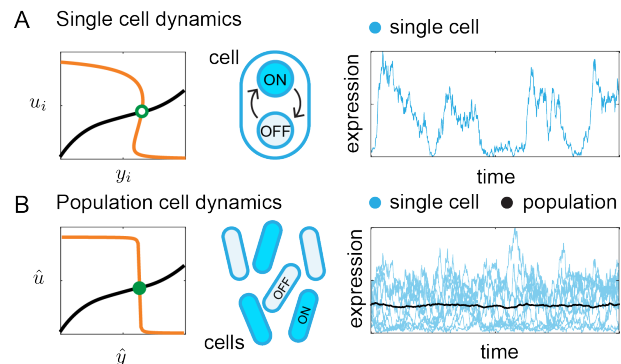 A Single cell dynamics
u_i
y_i
cell
ON
OFF
single cell
expression
time
B Population cell dynamics
û
ŷ
OFF
ON
cells
single cell population
expression
time